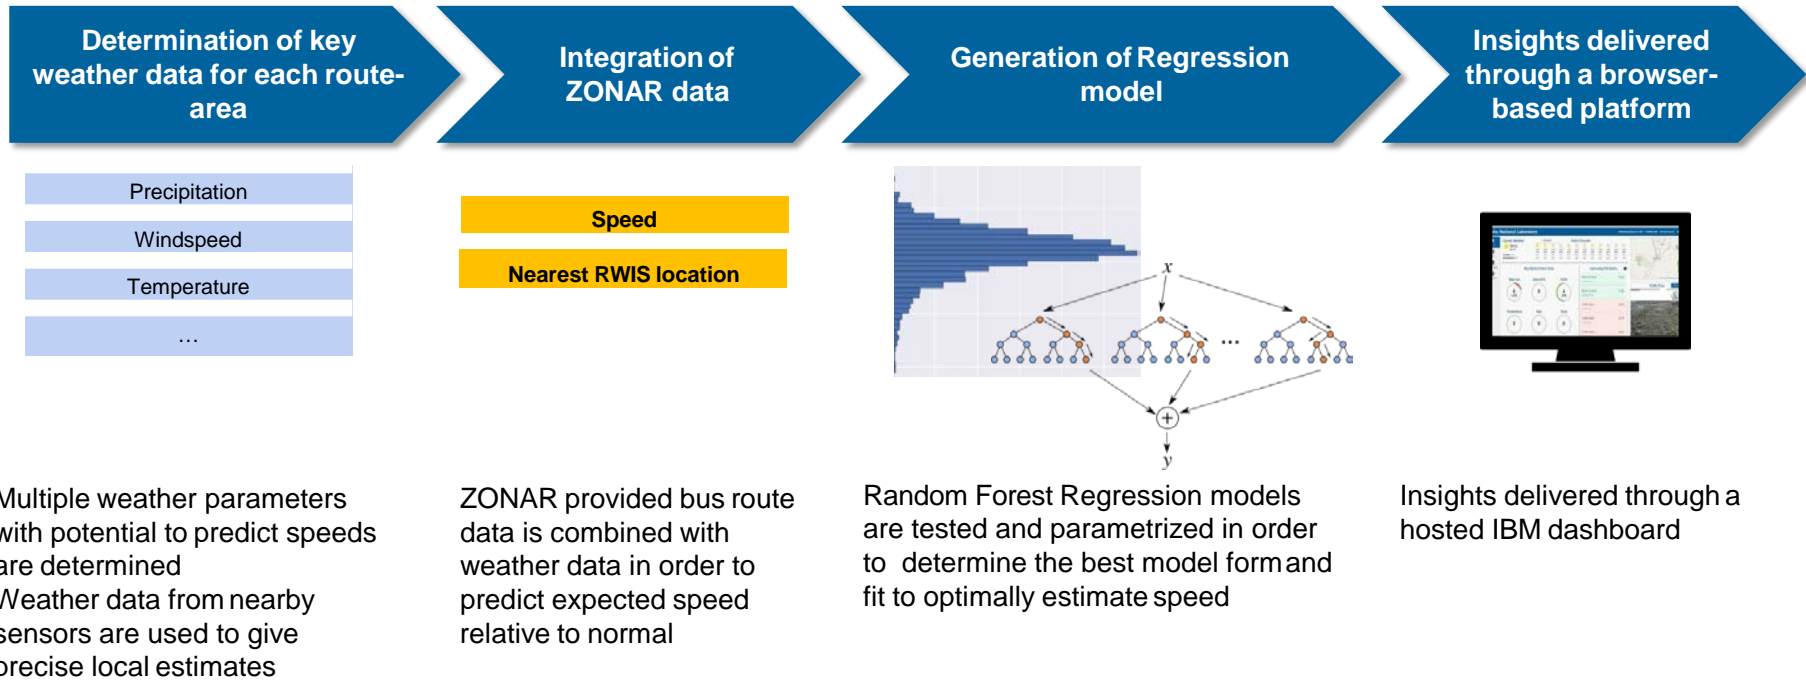 Determination of key
weather data for each route-
area
Integration of
ZONAR data
Generation of Regression
model
Insights delivered
through a browser-
based platform
Precipitation
Windspeed
Temperature
…
Speed
Nearest RWIS location
x
...
+
y
Multiple weather parameters
with potential to predict speeds
are determined
Weather data from nearby
sensors are used to give
precise local estimates
ZONAR provided bus route
data is combined with
weather data in order to
predict expected speed
relative to normal
Random Forest Regression models
are tested and parametrized in order
to determine the best model form and
fit to optimally estimate speed
Insights delivered through a
hosted IBM dashboard
National Laboratory